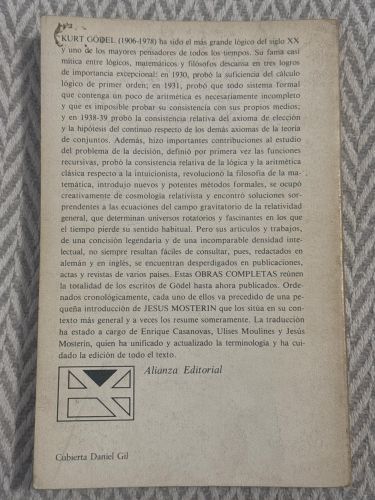 KURT GÖDEL (1906-1978) ha sido el más grande lógico del siglo XX
y uno de los mayores pensadores de todos los tiempos. Su fama casi
mítica entre lógicos, matemáticos y filósofos descansa en tres logros
de importancia excepcional: en 1930, probó la suficiencia del cálculo
lógico de primer orden; en 1931, probó que todo sistema formal
que contenga un poco de aritmética es necesariamente incompleto
y que es imposible probar su consistencia con sus propios medios;
y en 1938-39 probó la consistencia relativa del axioma de elección
y la hipótesis del continuo respecto de los demás axiomas de la teoría
de conjuntos. Además, hizo importantes contribuciones al estudio
del problema de la decisión, definió por primera vez las funciones
recursivas, probó la consistencia relativa de la lógica y la aritmética
clásica respecto a la intuicionista, revolucionó la filosofía de la ma-
temática, introdujo nuevos y potentes métodos formales, se ocupó
creativamente de cosmología relativista y encontró soluciones sor-
prendentes a las ecuaciónes del campo gravitatorio de la relatividad
general, que determinan universos rotatorios y fascinantes en los que
el tiempo pierde su sentido habitual. Pero sus artículos y trabajos,
de una concisión legendaria y de una incomparable densidad inte-
lectual, no siempre resultan fáciles de consultar, pues, redactados en
alemán y en inglés, se encuentran desperdigados en publicaciones,
actas y revistas de varios países. Estas OBRAS COMPLETAS reúnen
la totalidad de los escritos de Gödel hasta ahora publicados. Orde-
nados cronológicamente, cada uno de ellos va precedido de una pe-
queña introducción de JESUS MOSTERIN que los sitúa en su con-
texto más general y a veces los resume someramente. La traducción
ha estado a cargo de Enrique Casanovas, Ulises Moulines y Jesús
Mosterín, quien ha unificado y actualizado la terminología y ha cui-
dado la edición de todo el texto.
Alianza Editorial
Cubierta Daniel Gil